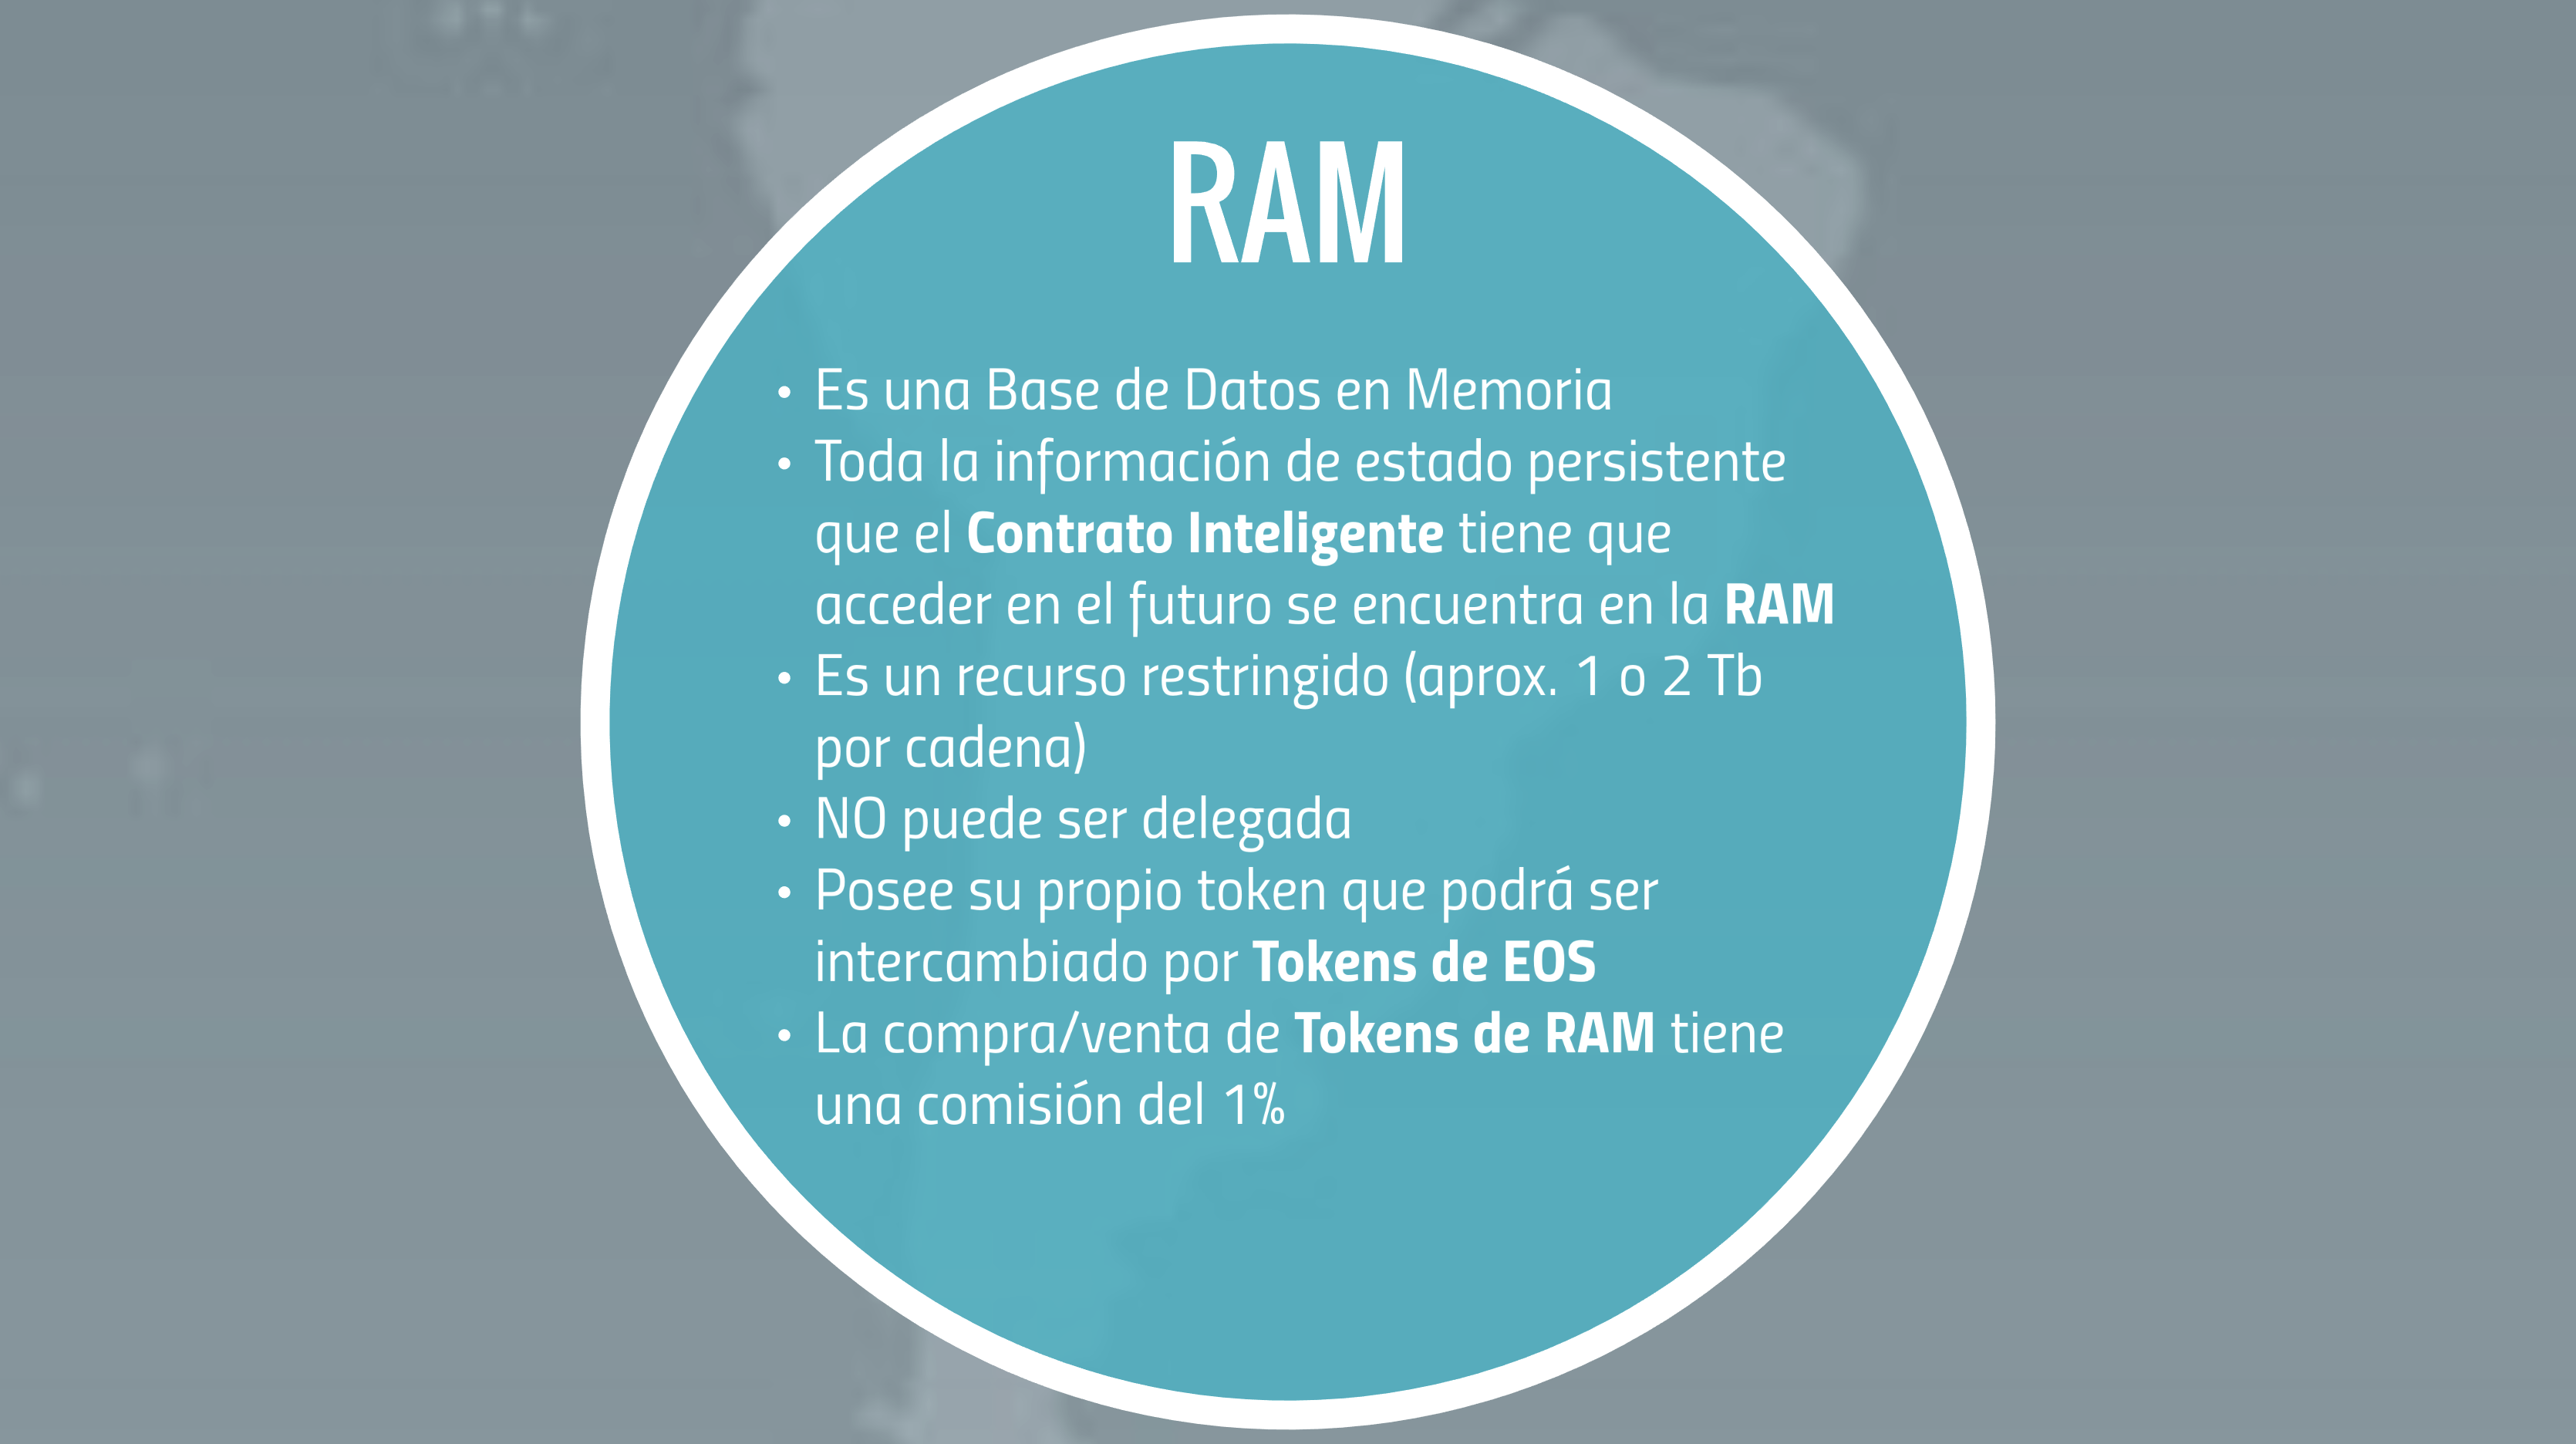 RAM
• Es una Base de Datos en Memoria
• Toda la información de estado persistente
que el Contrato Inteligente tiene que
acceder en el futuro se encuentra en la RAM
• Es un recurso restringido (aprox. 1 o 2 Tb
por cadena)
• NO puede ser delegada
• Posee su propio token que podrá ser
intercambiado por Tokens de EOS
• La compra/venta de Tokens de RAM tiene
una comisión del 1%